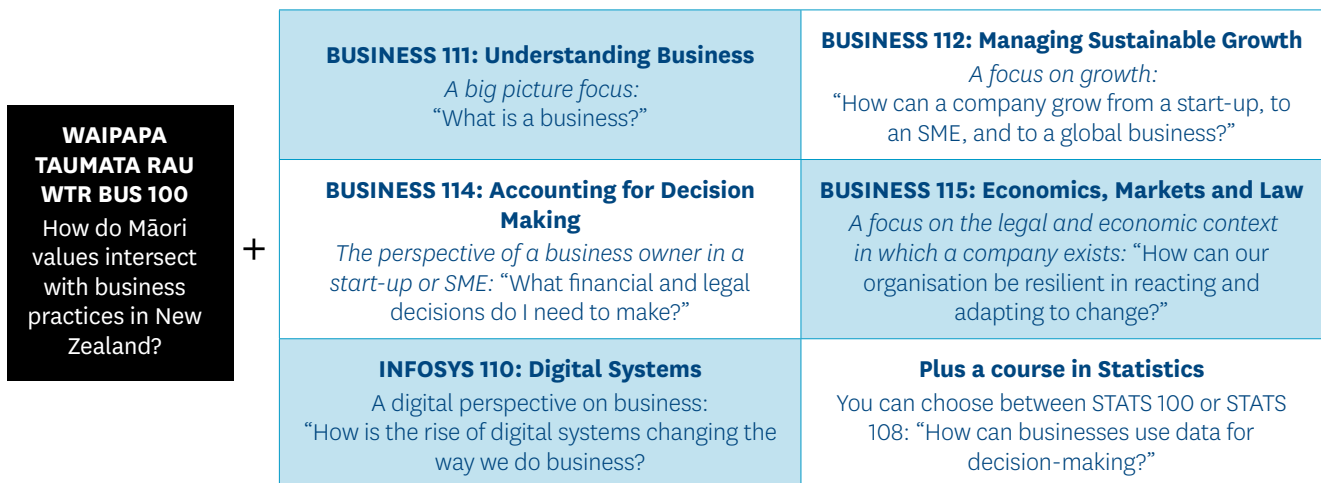 WAIPAPA
TAUMATA RAU
WTR BUS 100
How do Māori
values intersect
with business
practices in New
Zealand?
+
BUSINESS 111: Understanding Business
A big picture focus:
“What is a business?”
BUSINESS 112: Managing Sustainable Growth
A focus on growth:
“How can a company grow from a start-up, to
an SME, and to a global business?”
BUSINESS 114: Accounting for Decision
Making
The perspective of a business owner in a
start-up or SME: “What financial and legal
decisions do I need to make?”
BUSINESS 115: Economics, Markets and Law
A focus on the legal and economic context
in which a company exists: “How can our
organisation be resilient in reacting and
adapting to change?”
INFOSYS 110: Digital Systems
A digital perspective on business:
“How is the rise of digital systems changing the
way we do business?
Plus a course in Statistics
You can choose between STATS 100 or STATS
108: “How can businesses use data for
decision-making?”